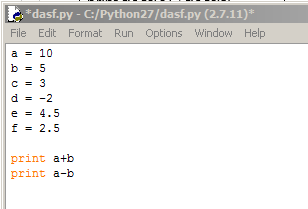 *dasf.py - C:/Python27/dasf.py (2.7.11)*
File Edit Format Run Options Window Help
a = 10
b = 5
c = 3
d = -2
e = 4.5
f = 2.5
print a+b
print a-b